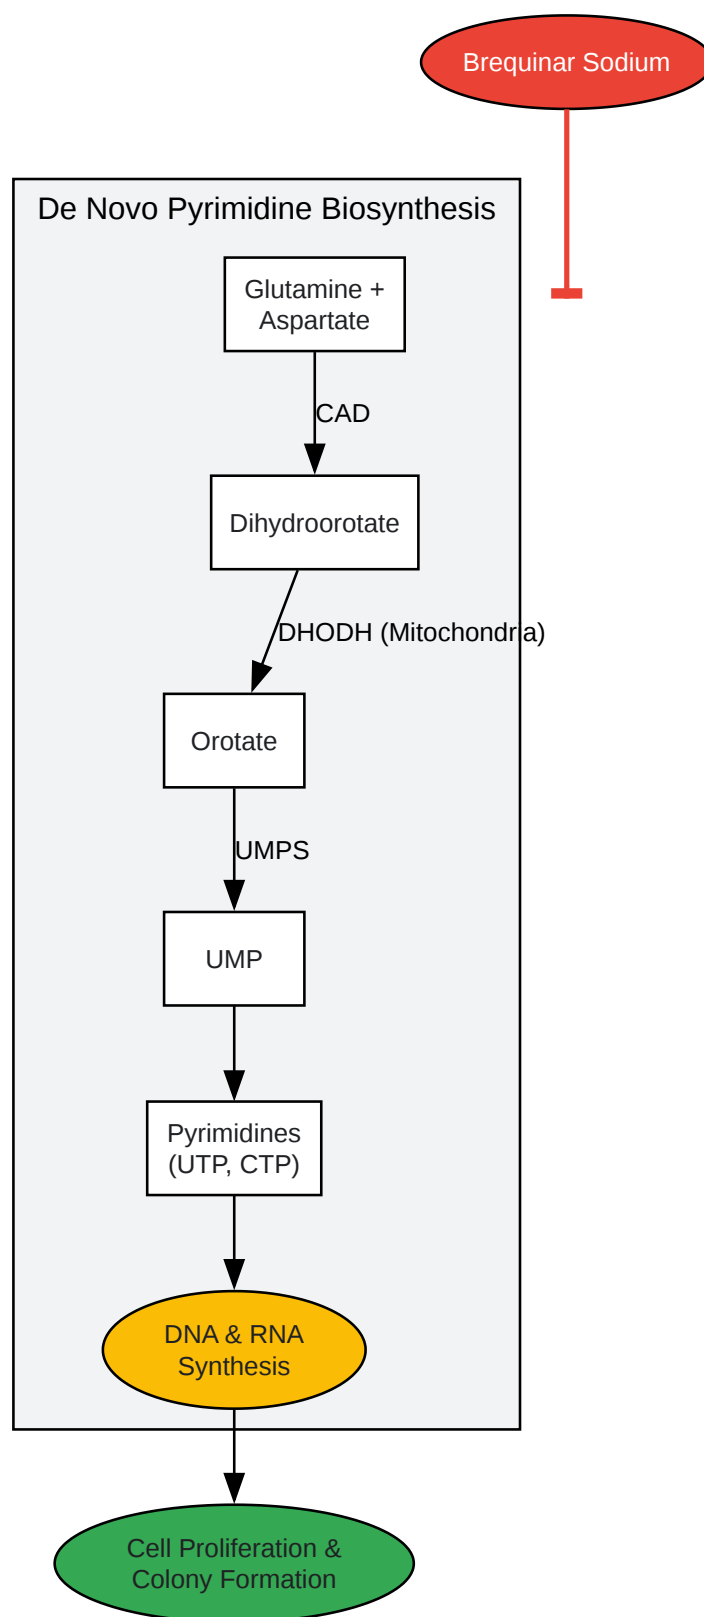 Brequinar Sodium
De Novo Pyrimidine Biosynthesis
Glutamine +
Aspartate
CAD
Dihydroorotate
DHODH (Mitochondria)
Orotate
UMPS
UMP
Pyrimidines
(UTP, CTP)
DNA & RNA
Synthesis
Cell Proliferation &
Colony Formation